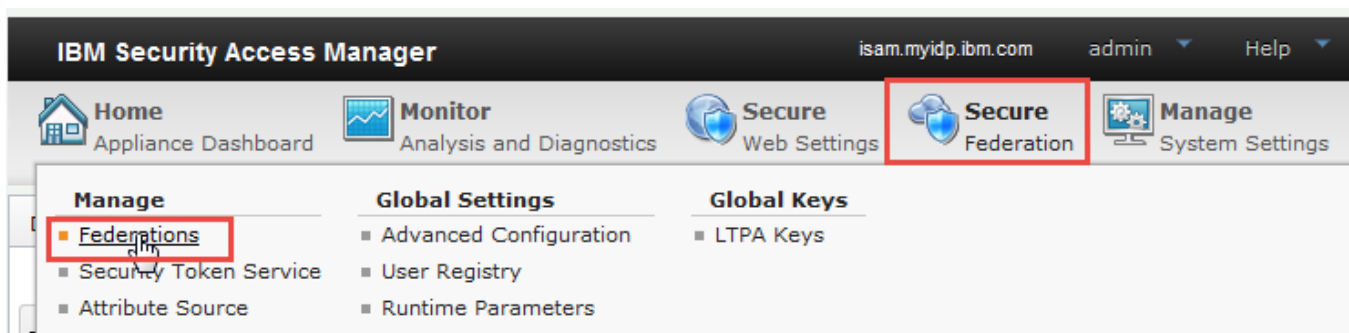 IBM Security Access Manager isam.myidp.ibm.com admin Help
Home Monitor Secure Secure Manage
Appliance Dashboard Analysis and Diagnostics Web Settings Federation System Settings
Manage Global Settings Global Keys
Federations Advanced Configuration LTPA Keys
Security Token Service User Registry
Attribute Source Runtime Parameters